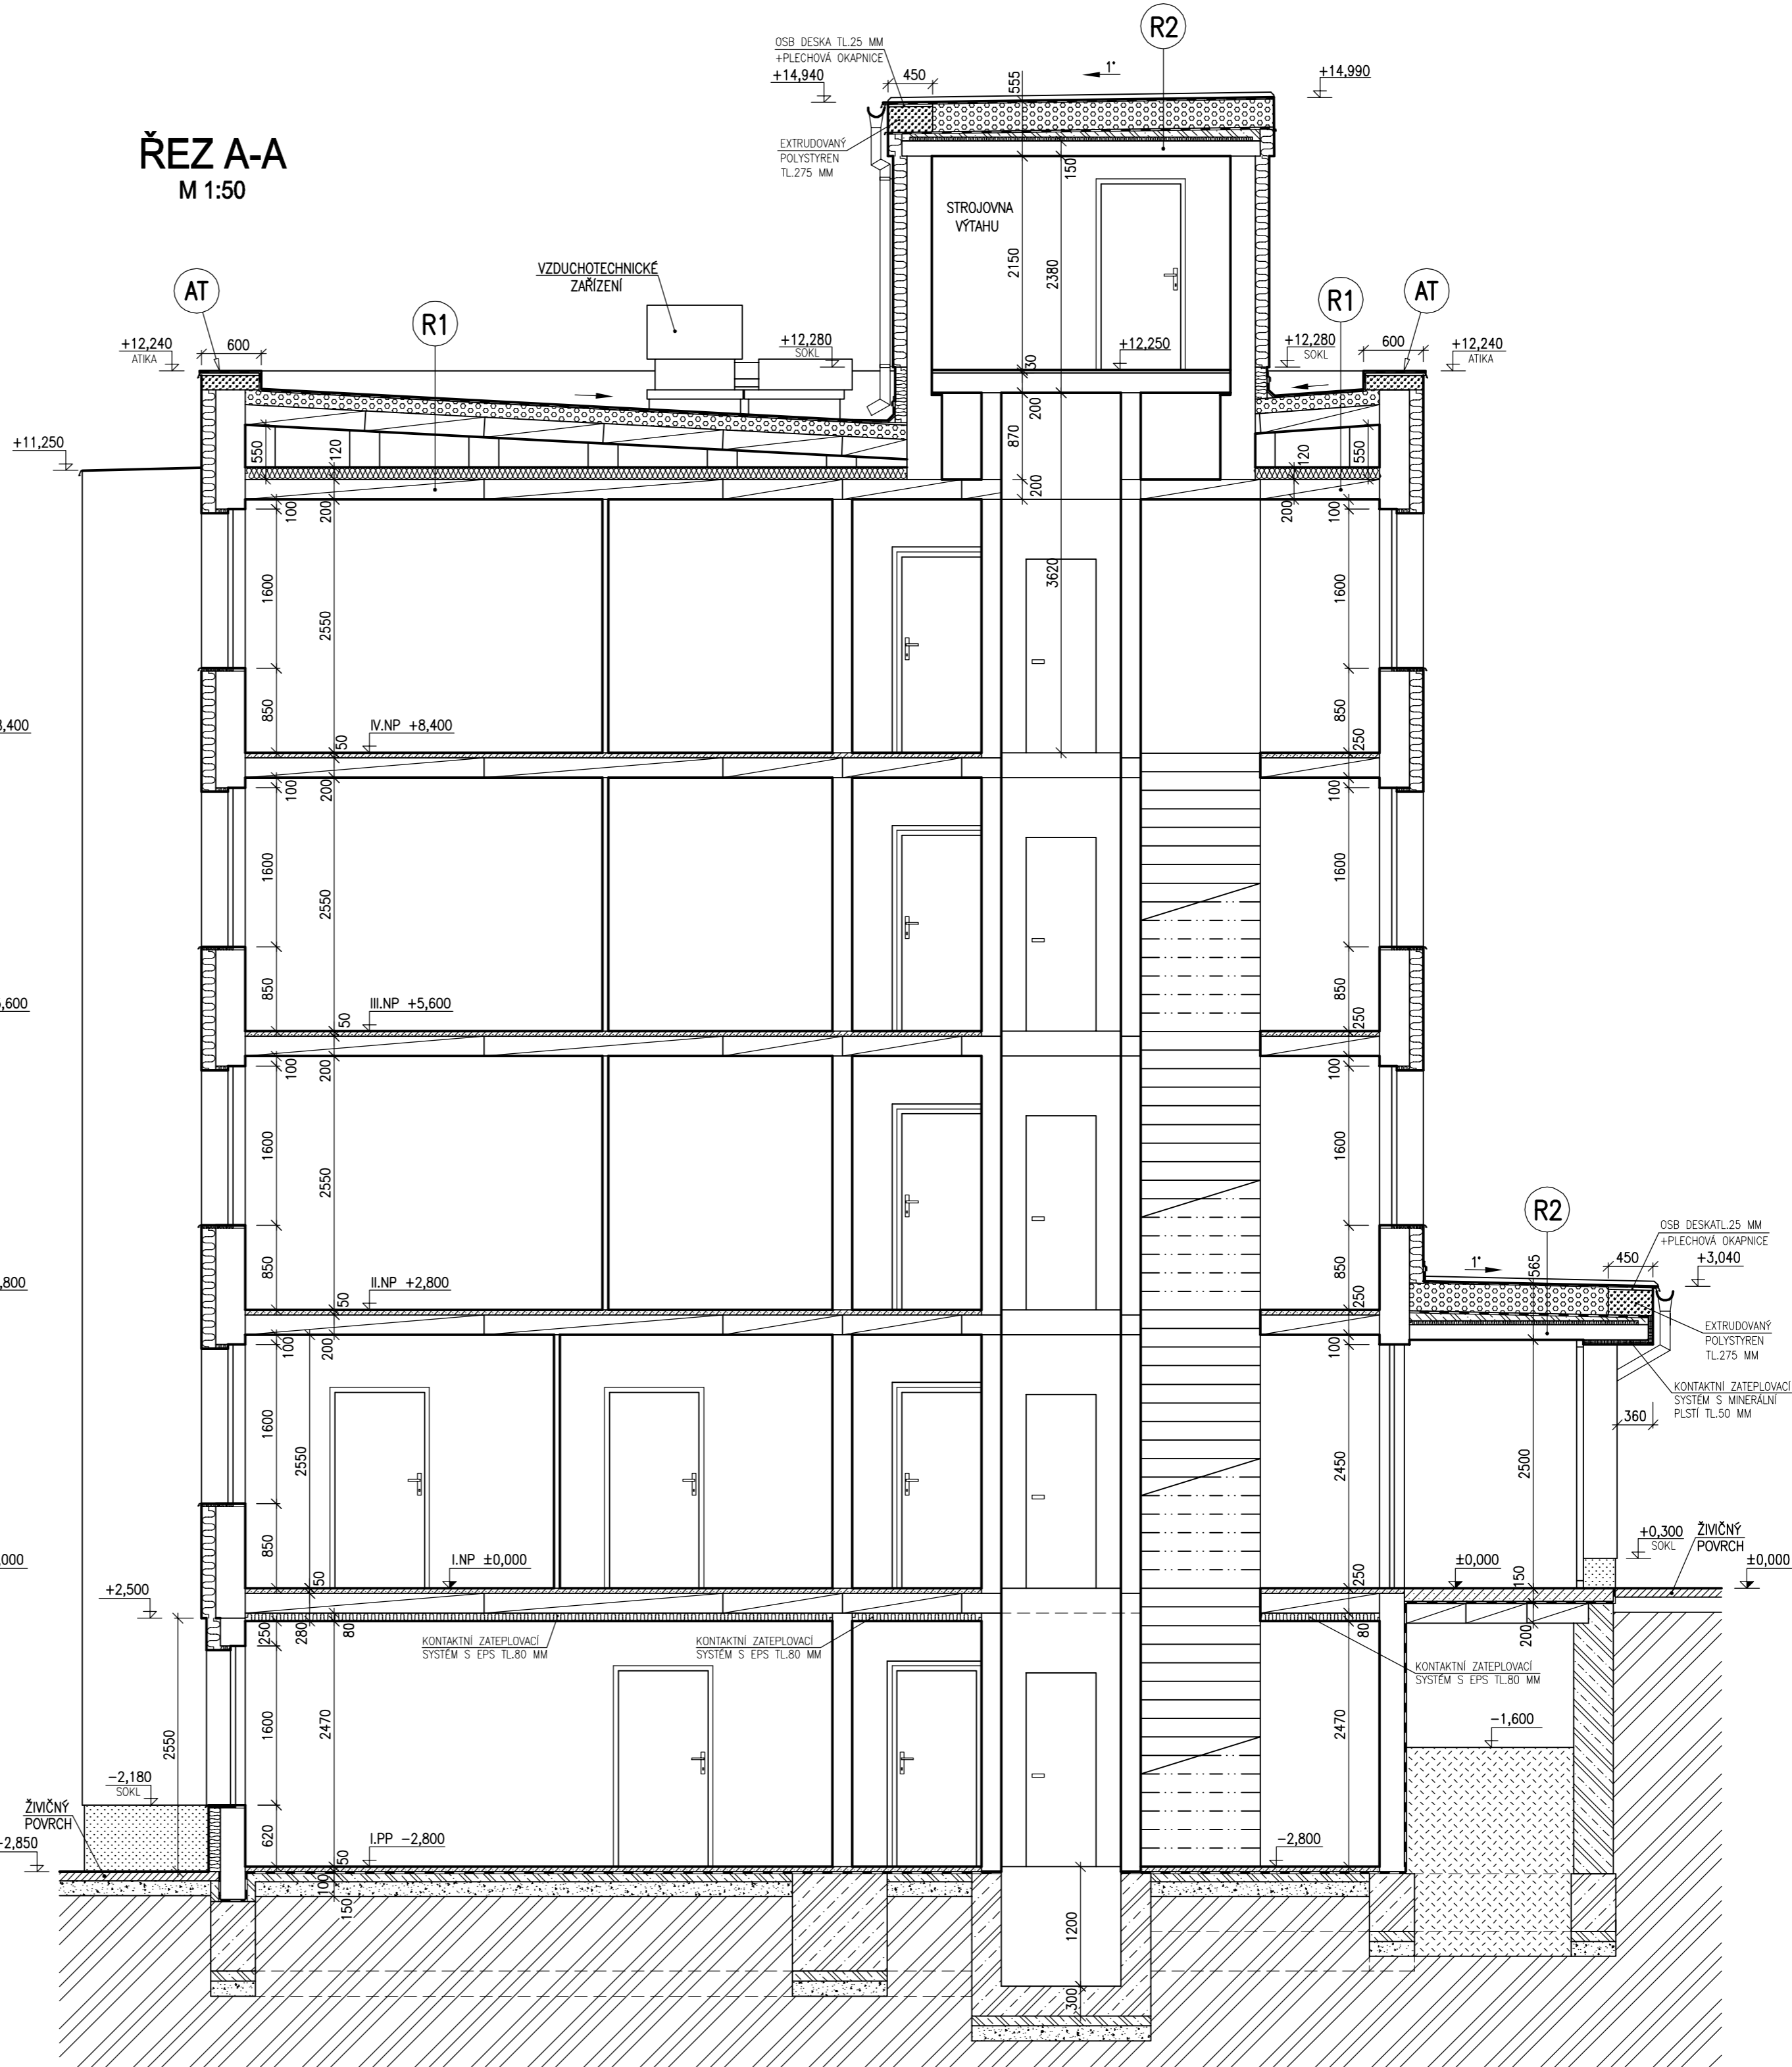 ŘEZ A-A
M 1:50
OSB DESKA TL.25 MM
+PLECHOVÁ OKAPNICE
+14,940
450
555
1°
R2
+14,990
EXTRUDOVANÝ
POLYSTYREN
TL.275 MM
150
STROJOVNA
VÝTAHU
2150
2380
VZDUCHOTECHNICKÉ
ZAŘÍZENÍ
AT
R1
R1
AT
+12,240
ATIKA
600
+12,280
SOKL
+12,250
+12,280
SOKL
600
+12,240
ATIKA
30
200
870
+11,250
550
120
120
550
200
100
200
200
100
3620
1600
2550
1600
850
850
IV.NP +8,400
50
250
100
200
100
1600
2550
1600
850
850
III.NP +5,600
50
250
100
200
100
1600
2550
1600
850
850
II.NP +2,800
50
250
R2
OSB DESKATL.25 MM
+PLECHOVÁ OKAPNICE
1°
565
450
+3,040
100
200
100
EXTRUDOVANÝ
POLYSTYREN
TL.275 MM
KONTAKTNÍ ZATEPLOVACÍ
SYSTÉM S MINERÁLNÍ
PLSTÍ TL.50 MM
360
1600
2550
2450
2500
850
I.NP ±0,000
50
250
±0,000
150
+0,300
SOKL
ŽIVIČNÝ
POVRCH
±0,000
+2,500
250
280
80
80
200
KONTAKTNÍ ZATEPLOVACÍ
SYSTÉM S EPS TL.80 MM
KONTAKTNÍ ZATEPLOVACÍ
SYSTÉM S EPS TL.80 MM
KONTAKTNÍ ZATEPLOVACÍ
SYSTÉM S EPS TL.80 MM
2550
1600
2470
2470
-1,600
-2,180
SOKL
ŽIVIČNÝ
POVRCH
620
I.PP -2,800
50
-2,800
-2,850
100
150
1200
300
8,400
,600
,800
,000